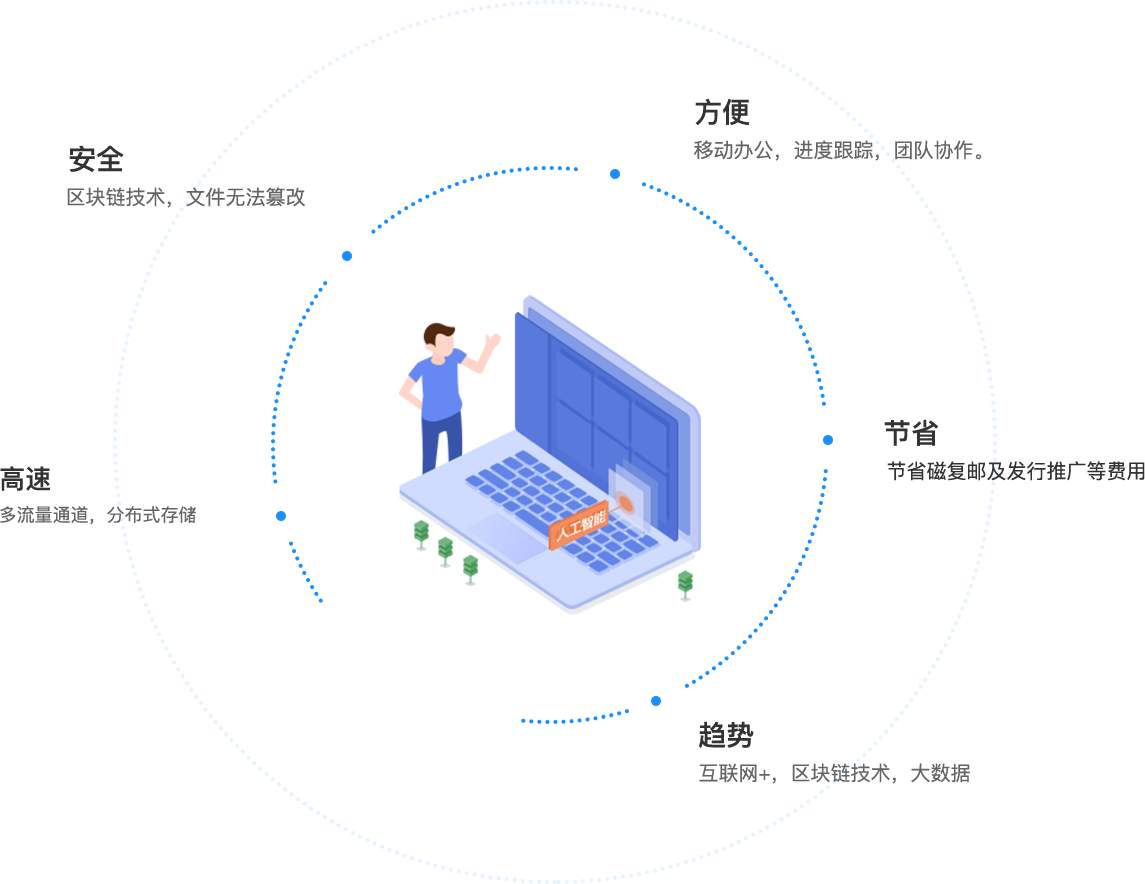 方便
移动办公，进度跟踪，团队协作。
安全
区块链技术，文件无法篡改
节省
节省磁复邮及发行推广等费用
高速
多流量通道，分布式存储
人工智能
趋势
互联网+，区块链技术，大数据